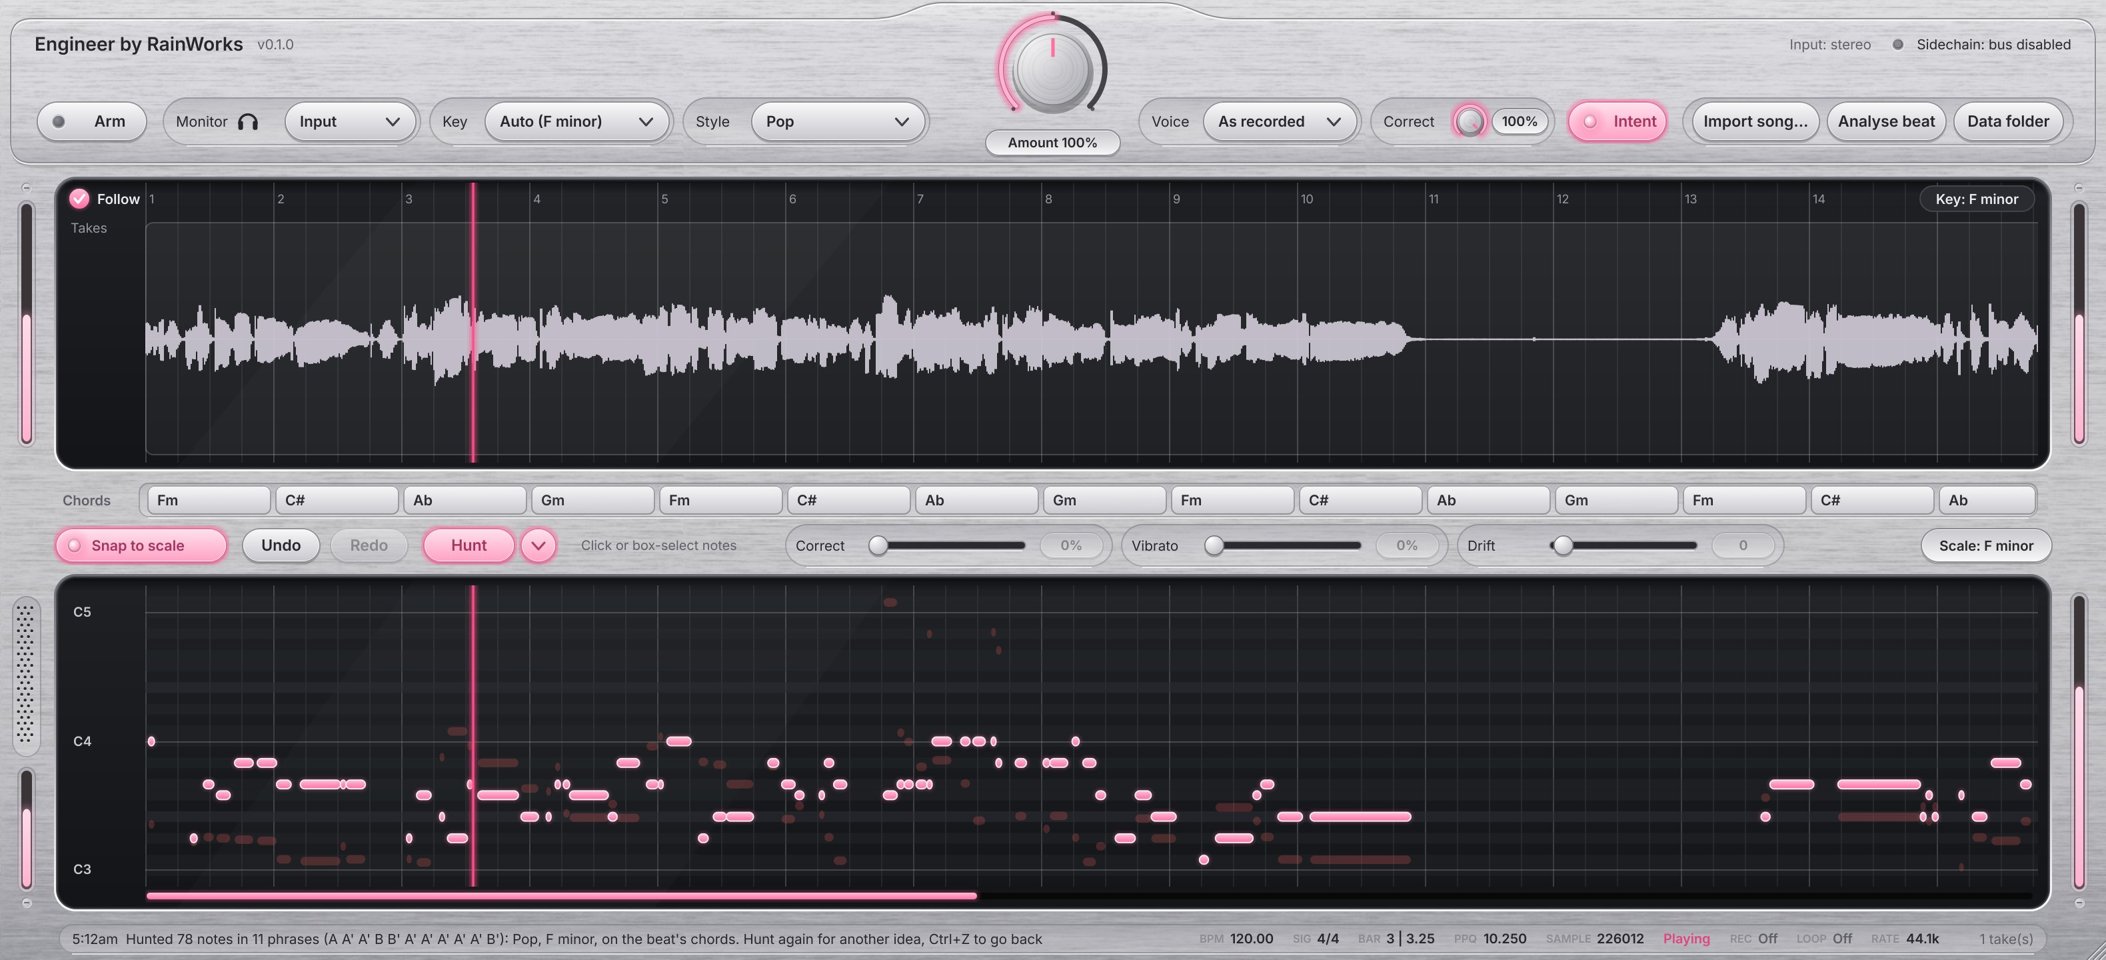 Engineer by RainWorks v0.1.0
Input: stereo Sidechain: bus disabled
Arm Monitor Input Key Auto (F minor) Style Pop Amount 100% Voice As recorded Correct 100% Intent Import song... Analyse beat Data folder
Follow 1 2 3 4 5 6 7 8 9 10 11 12 13 14 Key: F minor
Takes
Chords Fm C# Ab Gm Fm C# Ab Gm Fm C# Ab Gm Fm C# Ab
Snap to scale Undo Redo Hunt Click or box-select notes Correct 0% Vibrato 0% Drift 0 Scale: F minor
C5
C4
C3
5:12am Hunted 78 notes in 11 phrases (A A' A' B B' A' A' A' A' A' B'): Pop, F minor, on the beat's chords. Hunt again for another idea, Ctrl+Z to go back
BPM 120.00 SIG 4/4 BAR 3 | 3.25 PPQ 10.250 SAMPLE 226012 Playing REC Off LOOP Off RATE 44.1k 1 take(s)